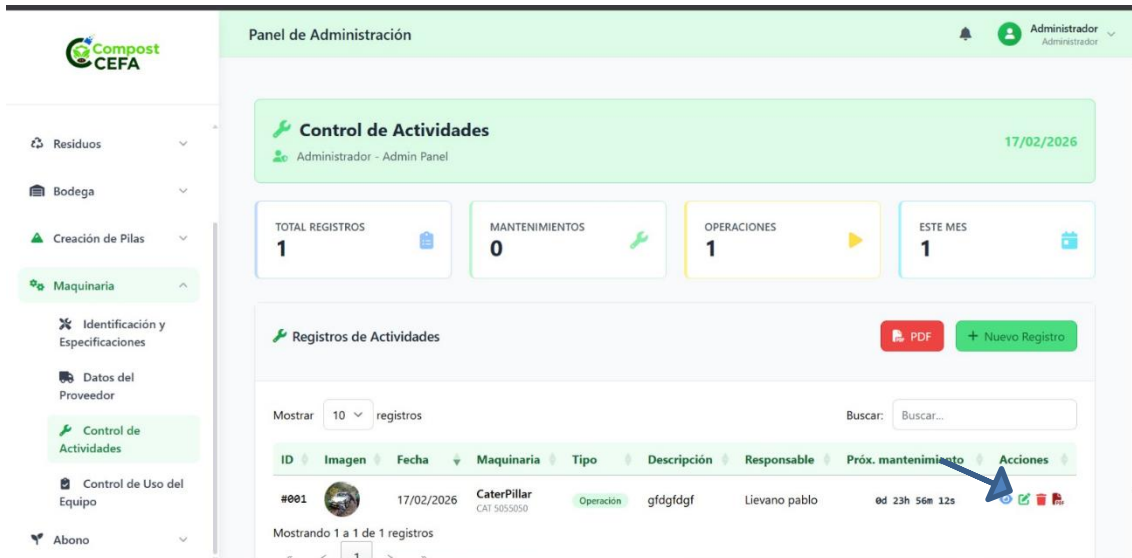 Compost
CEFA
Panel de Administración
Administrador
Administrador
Residuos
Bodega
Creación de Pilas
Maquinaria
Identificación y
Especificaciones
Datos del
Proveedor
Control de
Actividades
Control de Uso del
Equipo
Abono
Control de Actividades
Administrador - Admin Panel
17/02/2026
TOTAL REGISTROS
1
MANTENIMIENTOS
0
OPERACIONES
1
ESTE MES
1
Registros de Actividades
PDF
+ Nuevo Registro
Mostrar 10 registros
Buscar: Buscar...
ID Imagen Fecha Maquinaria Tipo Descripción Responsable Próx. mantenimiento Acciones
#001 17/02/2026 CaterPillar Operación gfdgfdgf Lievano pablo 0d 23h 56m 12s
CAT 5055050
Mostrando 1 a 1 de 1 registros
1